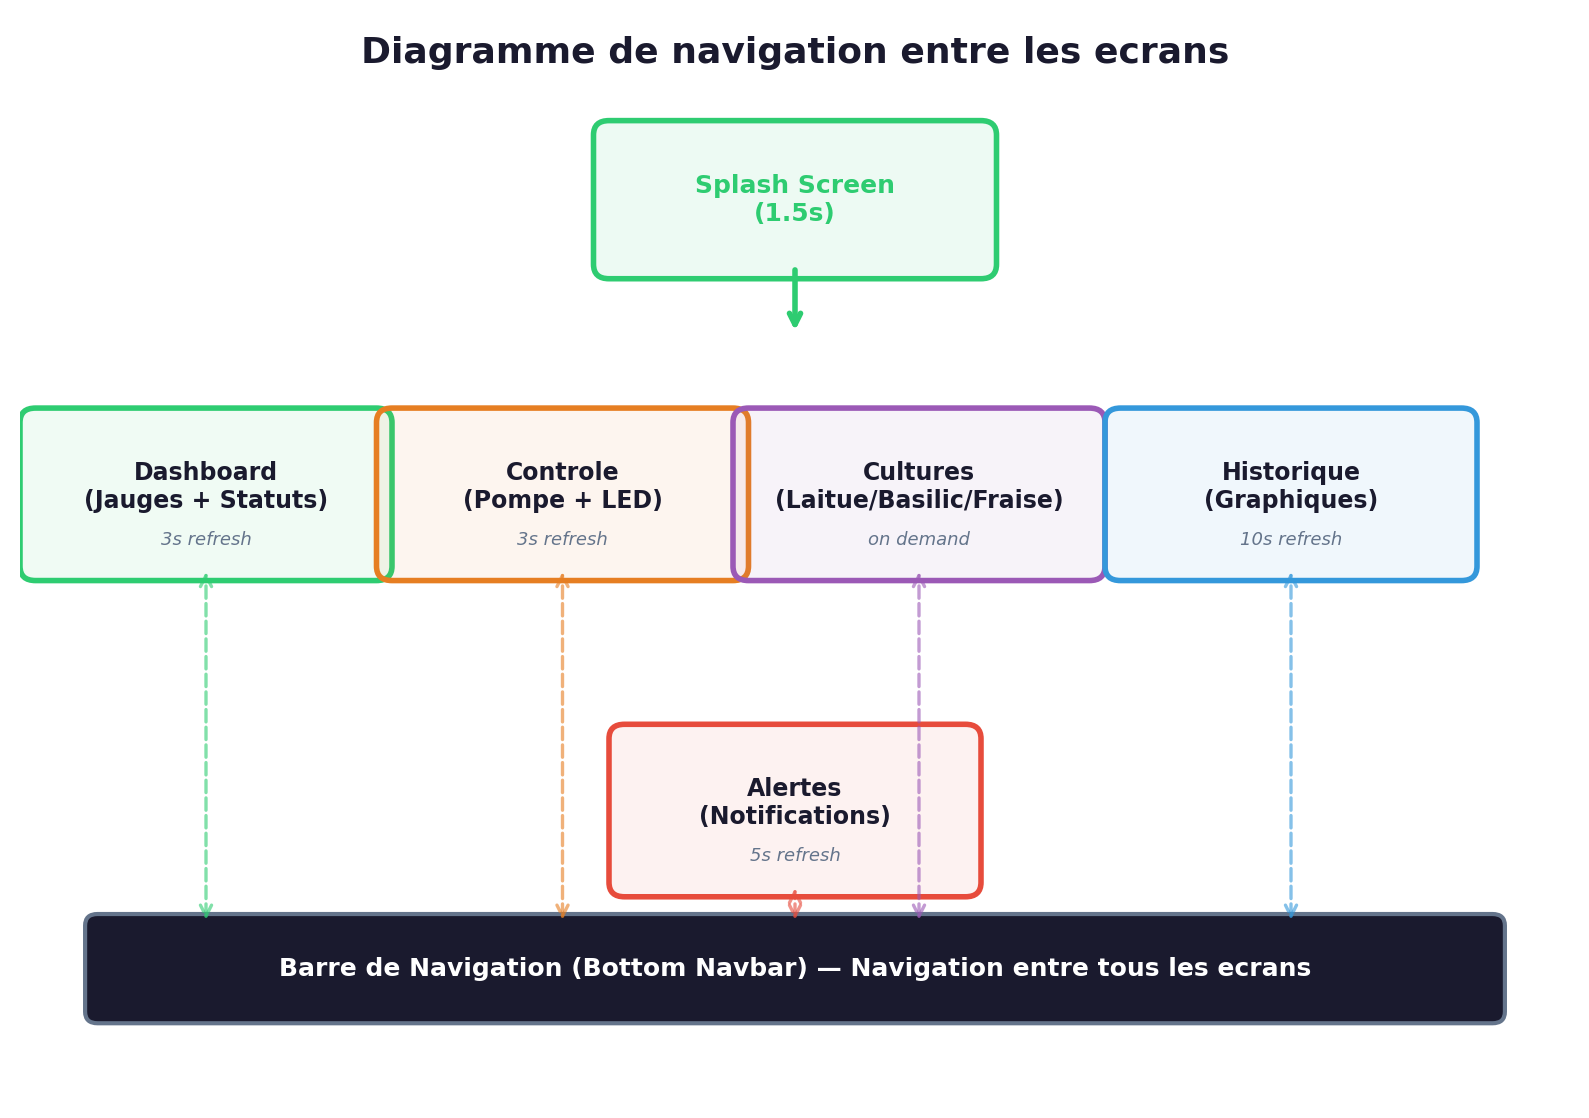 Diagramme de navigation entre les ecrans
Splash Screen
(1.5s)
Dashboard
(Jauges + Statuts)
3s refresh
Controle
(Pompe + LED)
3s refresh
Cultures
(Laitue/Basilic/Fraise)
on demand
Historique
(Graphiques)
10s refresh
Alertes
(Notifications)
5s refresh
Barre de Navigation (Bottom Navbar) — Navigation entre tous les ecrans